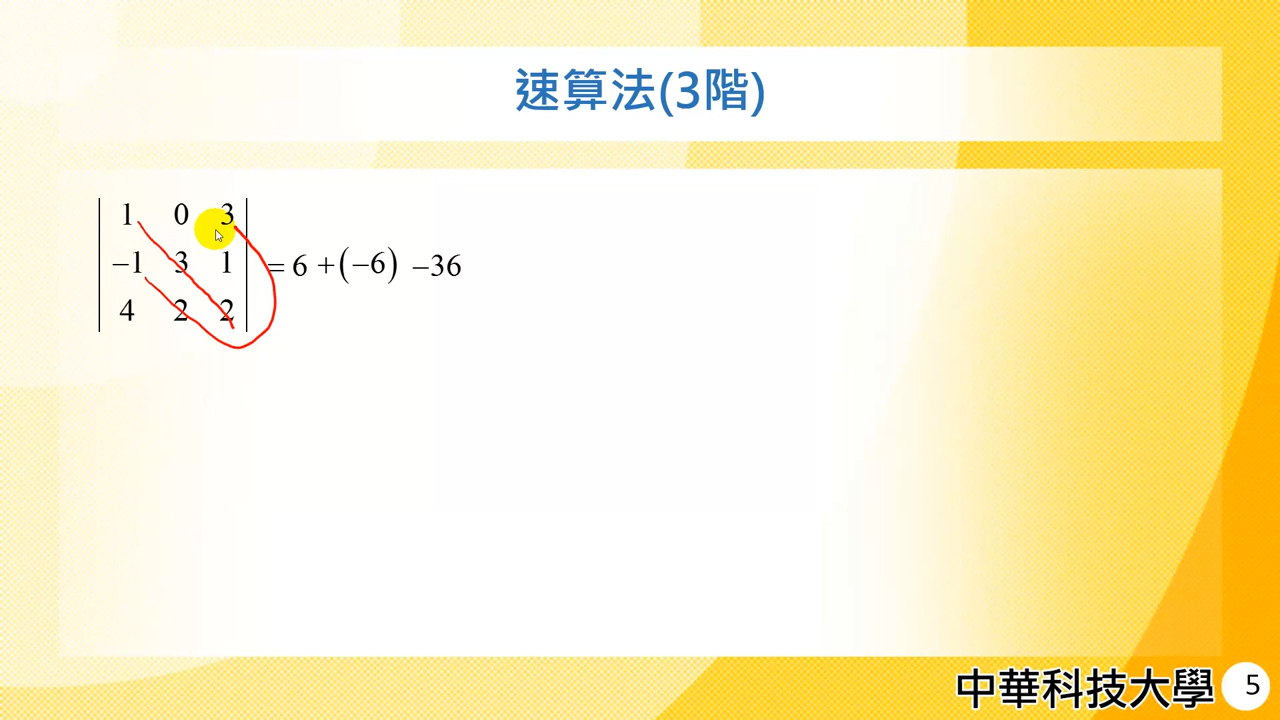 速算法(3階)
| 1 0 3 |
| −1 3 1 | = 6 + (−6) −36
| 4 2 2 |
中華科技大學 5